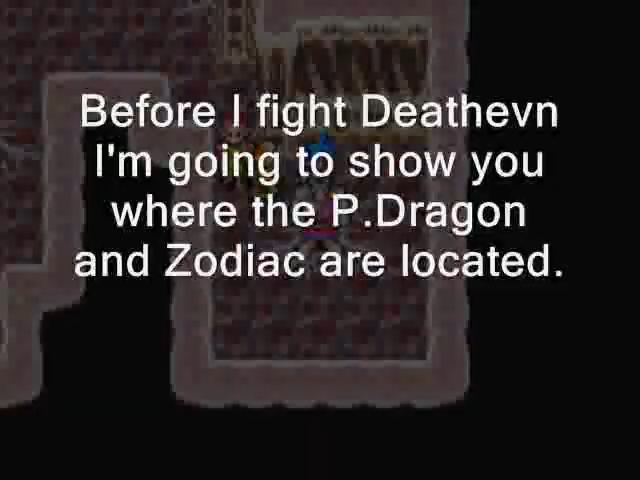 Before I fight Deathevn
I'm going to show you
where the P.Dragon
and Zodiac are located.